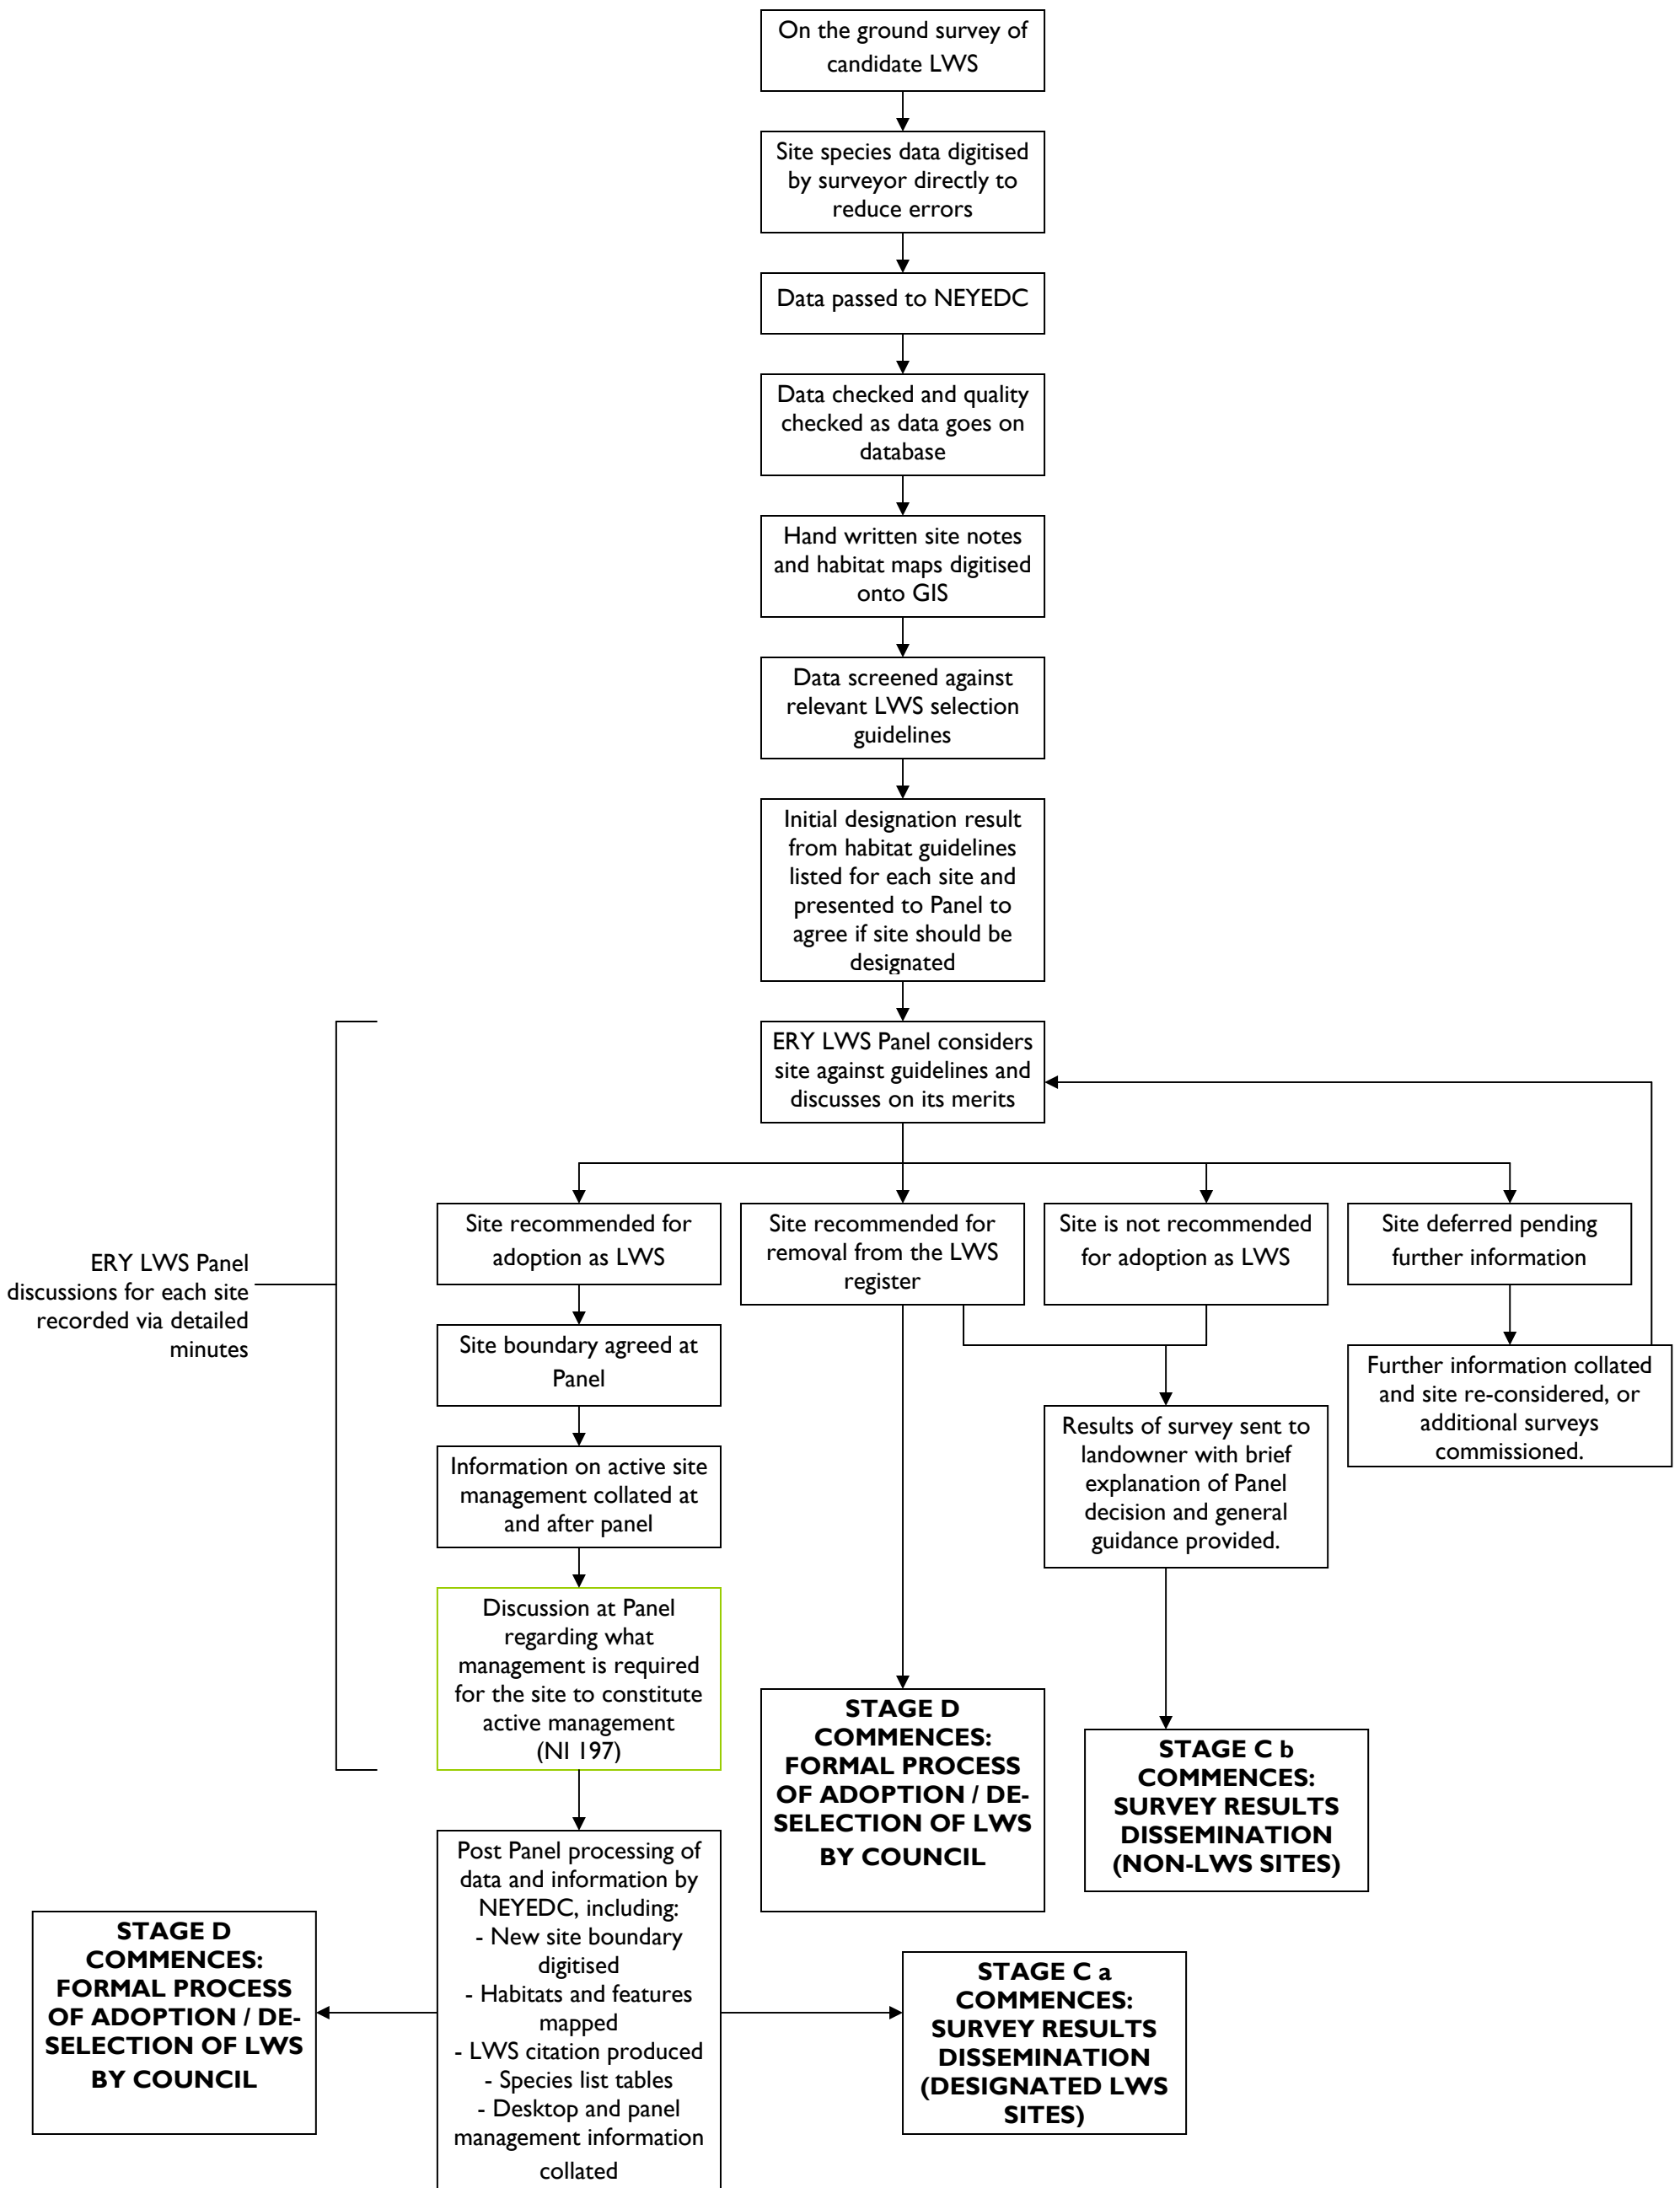 On the ground survey of
candidate LWS
Site species data digitised
by surveyor directly to
reduce errors
Data passed to NEYEDC
Data checked and quality
checked as data goes on
database
Hand written site notes
and habitat maps digitised
onto GIS
Data screened against
relevant LWS selection
guidelines
Initial designation result
from habitat guidelines
listed for each site and
presented to Panel to
agree if site should be
designated
ERY LWS Panel considers
site against guidelines and
discusses on its merits
ERY LWS Panel
discussions for each site
recorded via detailed
minutes
Site recommended for
adoption as LWS
Site recommended for
removal from the LWS
register
Site is not recommended
for adoption as LWS
Site deferred pending
further information
Site boundary agreed at
Panel
Further information collated
and site re-considered, or
additional surveys
commissioned.
Results of survey sent to
landowner with brief
explanation of Panel
decision and general
guidance provided.
Information on active site
management collated at
and after panel
Discussion at Panel
regarding what
management is required
for the site to constitute
active management
(NI 197)
STAGE D
COMMENCES:
FORMAL PROCESS
OF ADOPTION / DE-
SELECTION OF LWS
BY COUNCIL
STAGE C b
COMMENCES:
SURVEY RESULTS
DISSEMINATION
(NON-LWS SITES)
Post Panel processing of
data and information by
NEYEDC, including:
- New site boundary
digitised
- Habitats and features
mapped
- LWS citation produced
- Species list tables
- Desktop and panel
management information
collated
STAGE D
COMMENCES:
FORMAL PROCESS
OF ADOPTION / DE-
SELECTION OF LWS
BY COUNCIL
STAGE C a
COMMENCES:
SURVEY RESULTS
DISSEMINATION
(DESIGNATED LWS
SITES)